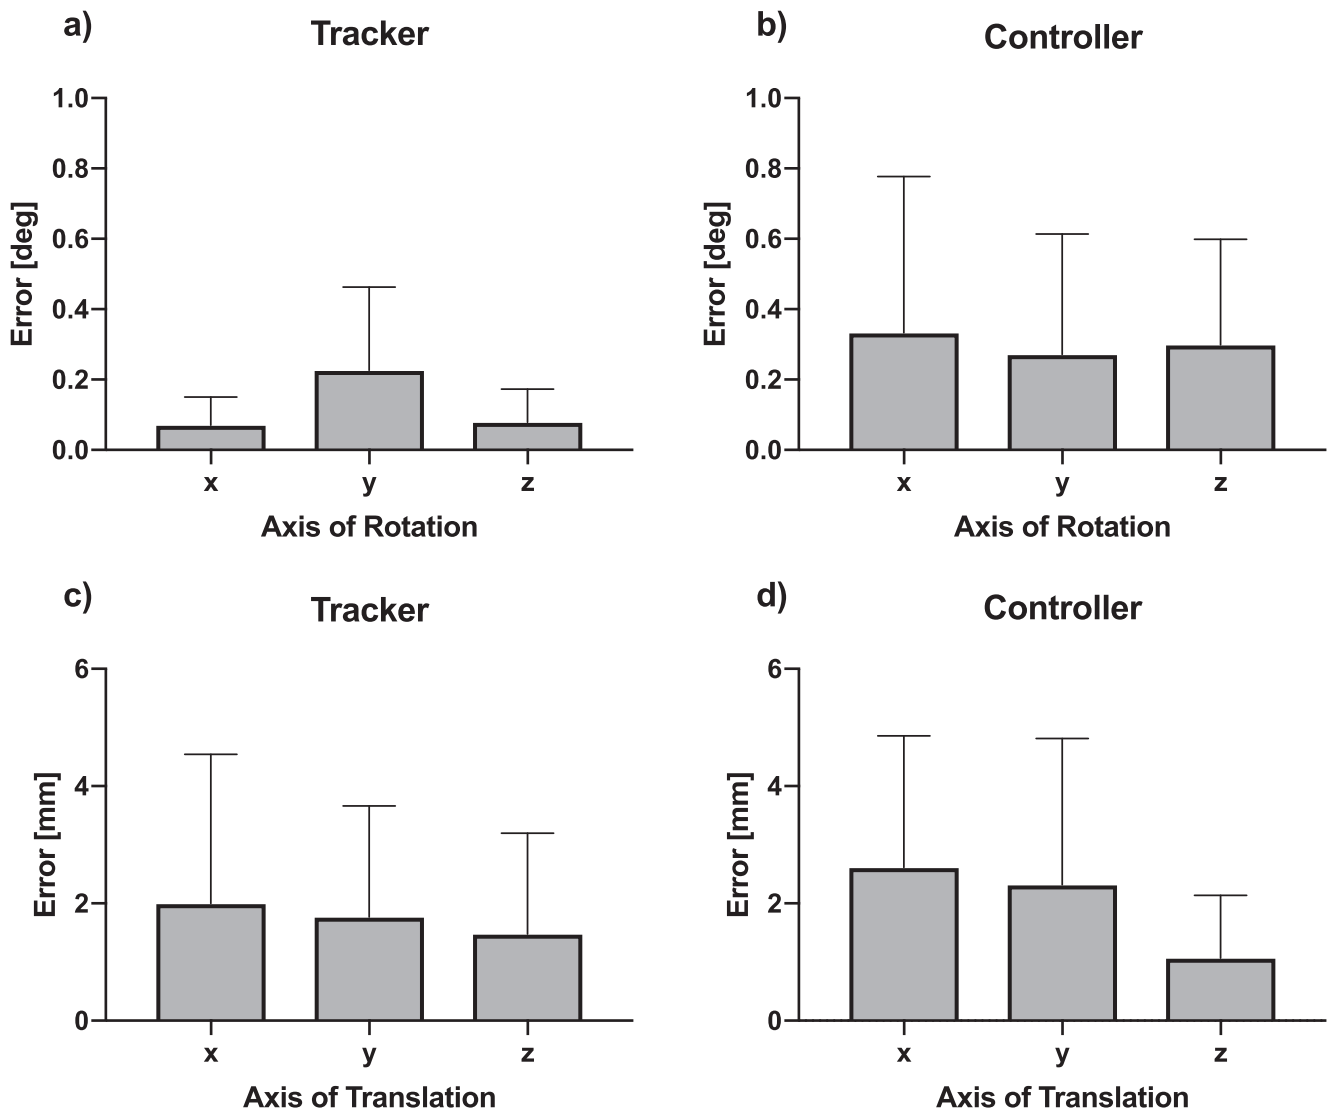 a)
Tracker
1.0
0.8
0.6
0.4
0.2
0.0
Error [deg]
x y z
Axis of Rotation
b)
Controller
1.0
0.8
0.6
0.4
0.2
0.0
Error [deg]
x y z
Axis of Rotation
c)
Tracker
6
4
2
0
Error [mm]
x y z
Axis of Translation
d)
Controller
6
4
2
0
Error [mm]
x y z
Axis of Translation